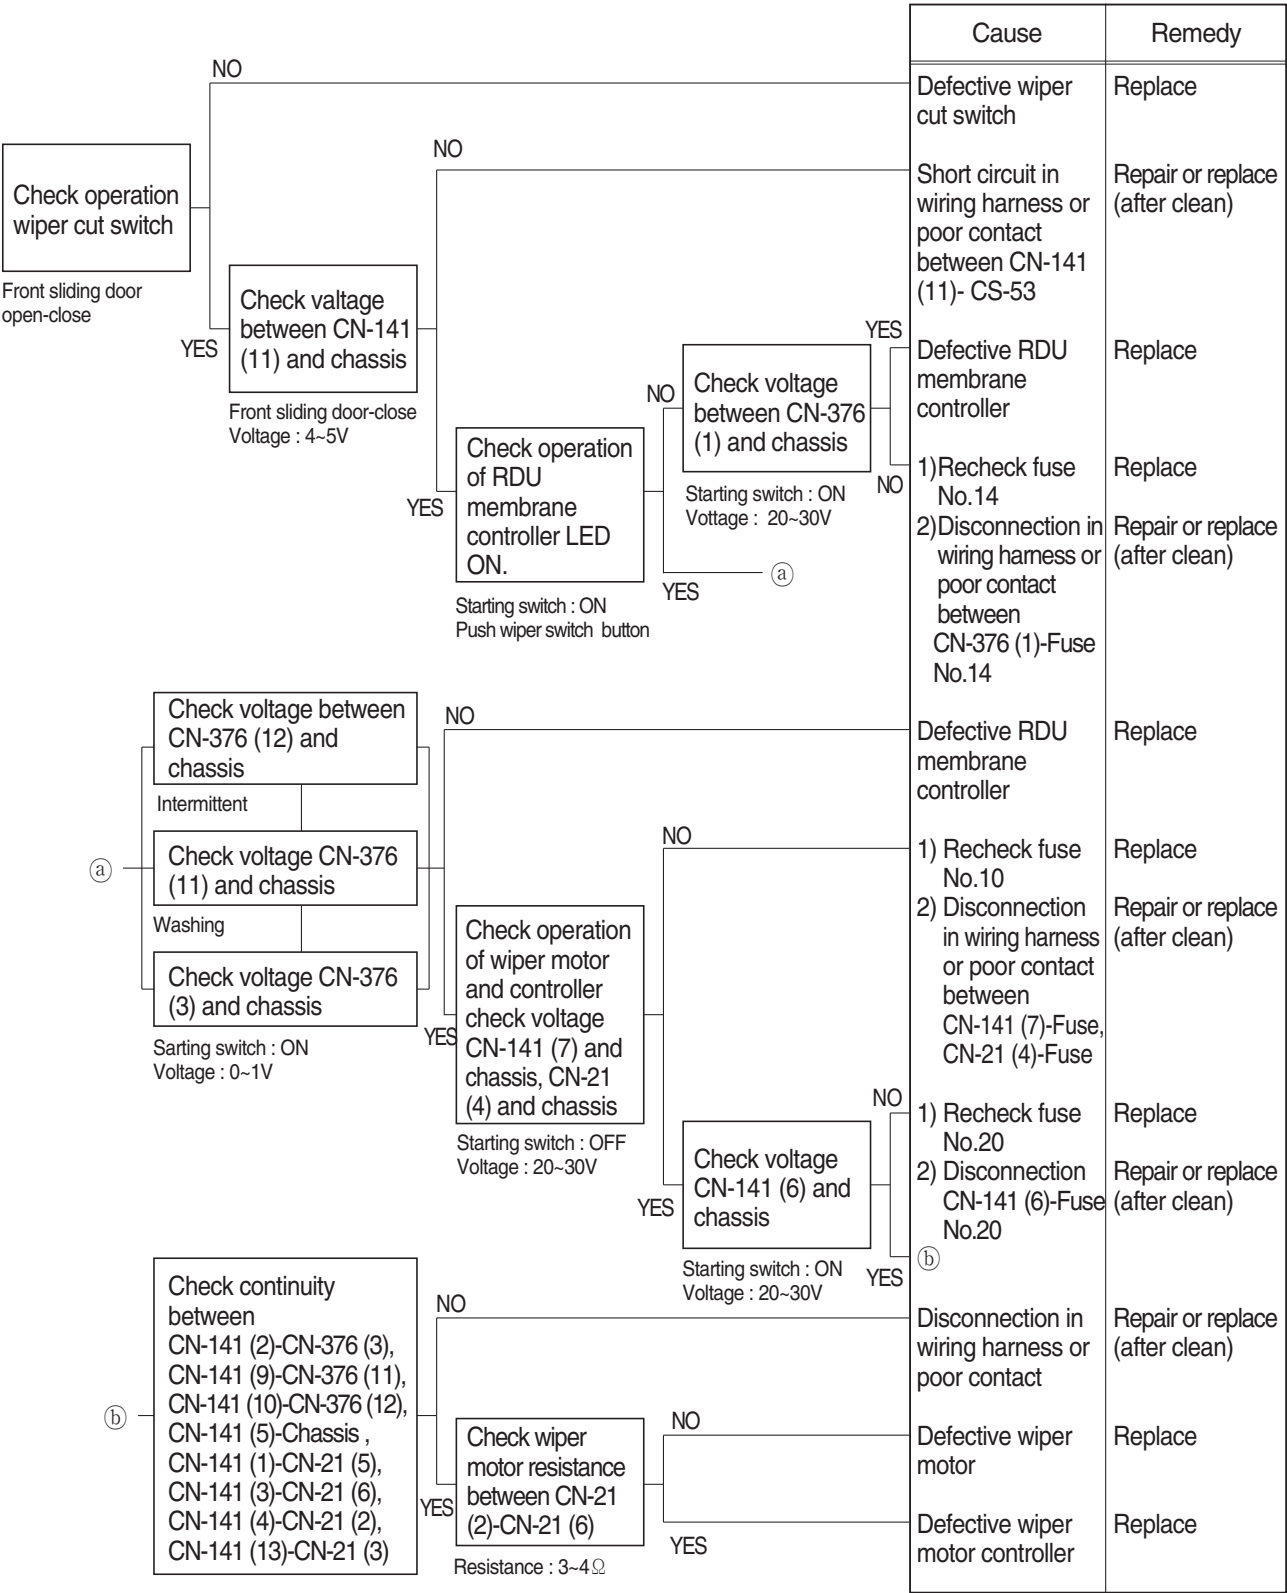 Cause
Remedy
NO
Defective wiper
cut switch
Replace
NO
Check operation
wiper cut switch
Front sliding door
open-close
Short circuit in
wiring harness or
poor contact
between CN-141
(11)- CS-53
Repair or replace
(after clean)
YES
Check valtage
between CN-141
(11) and chassis
Front sliding door-close
Voltage : 4~5V
YES
Check operation
of RDU
membrane
controller LED
ON.
Starting switch : ON
Push wiper switch button
NO
Check voltage
between CN-376
(1) and chassis
Starting switch : ON
Vottage : 20~30V
YES
Defective RDU
membrane
controller
Replace
NO
1)Recheck fuse
No.14
Replace
2)Disconnection in
wiring harness or
poor contact
between
CN-376 (1)-Fuse
No.14
Repair or replace
(after clean)
YES
ⓐ
ⓐ
Check voltage between
CN-376 (12) and
chassis
Intermittent
Check voltage CN-376
(11) and chassis
Washing
Check voltage CN-376
(3) and chassis
Sarting switch : ON
Voltage : 0~1V
NO
Defective RDU
membrane
controller
Replace
YES
Check operation
of wiper motor
and controller
check voltage
CN-141 (7) and
chassis, CN-21
(4) and chassis
Starting switch : OFF
Voltage : 20~30V
NO
1) Recheck fuse
No.10
Replace
2) Disconnection
in wiring harness
or poor contact
between
CN-141 (7)-Fuse,
CN-21 (4)-Fuse
Repair or replace
(after clean)
YES
Check voltage
CN-141 (6) and
chassis
Starting switch : ON
Voltage : 20~30V
NO
1) Recheck fuse
No.20
Replace
2) Disconnection
CN-141 (6)-Fuse
No.20
Repair or replace
(after clean)
YES
ⓑ
ⓑ
Check continuity
between
CN-141 (2)-CN-376 (3),
CN-141 (9)-CN-376 (11),
CN-141 (10)-CN-376 (12),
CN-141 (5)-Chassis ,
CN-141 (1)-CN-21 (5),
CN-141 (3)-CN-21 (6),
CN-141 (4)-CN-21 (2),
CN-141 (13)-CN-21 (3)
NO
Disconnection in
wiring harness or
poor contact
Repair or replace
(after clean)
YES
Check wiper
motor resistance
between CN-21
(2)-CN-21 (6)
Resistance : 3~4Ω
NO
Defective wiper
motor
Replace
YES
Defective wiper
motor controller
Replace